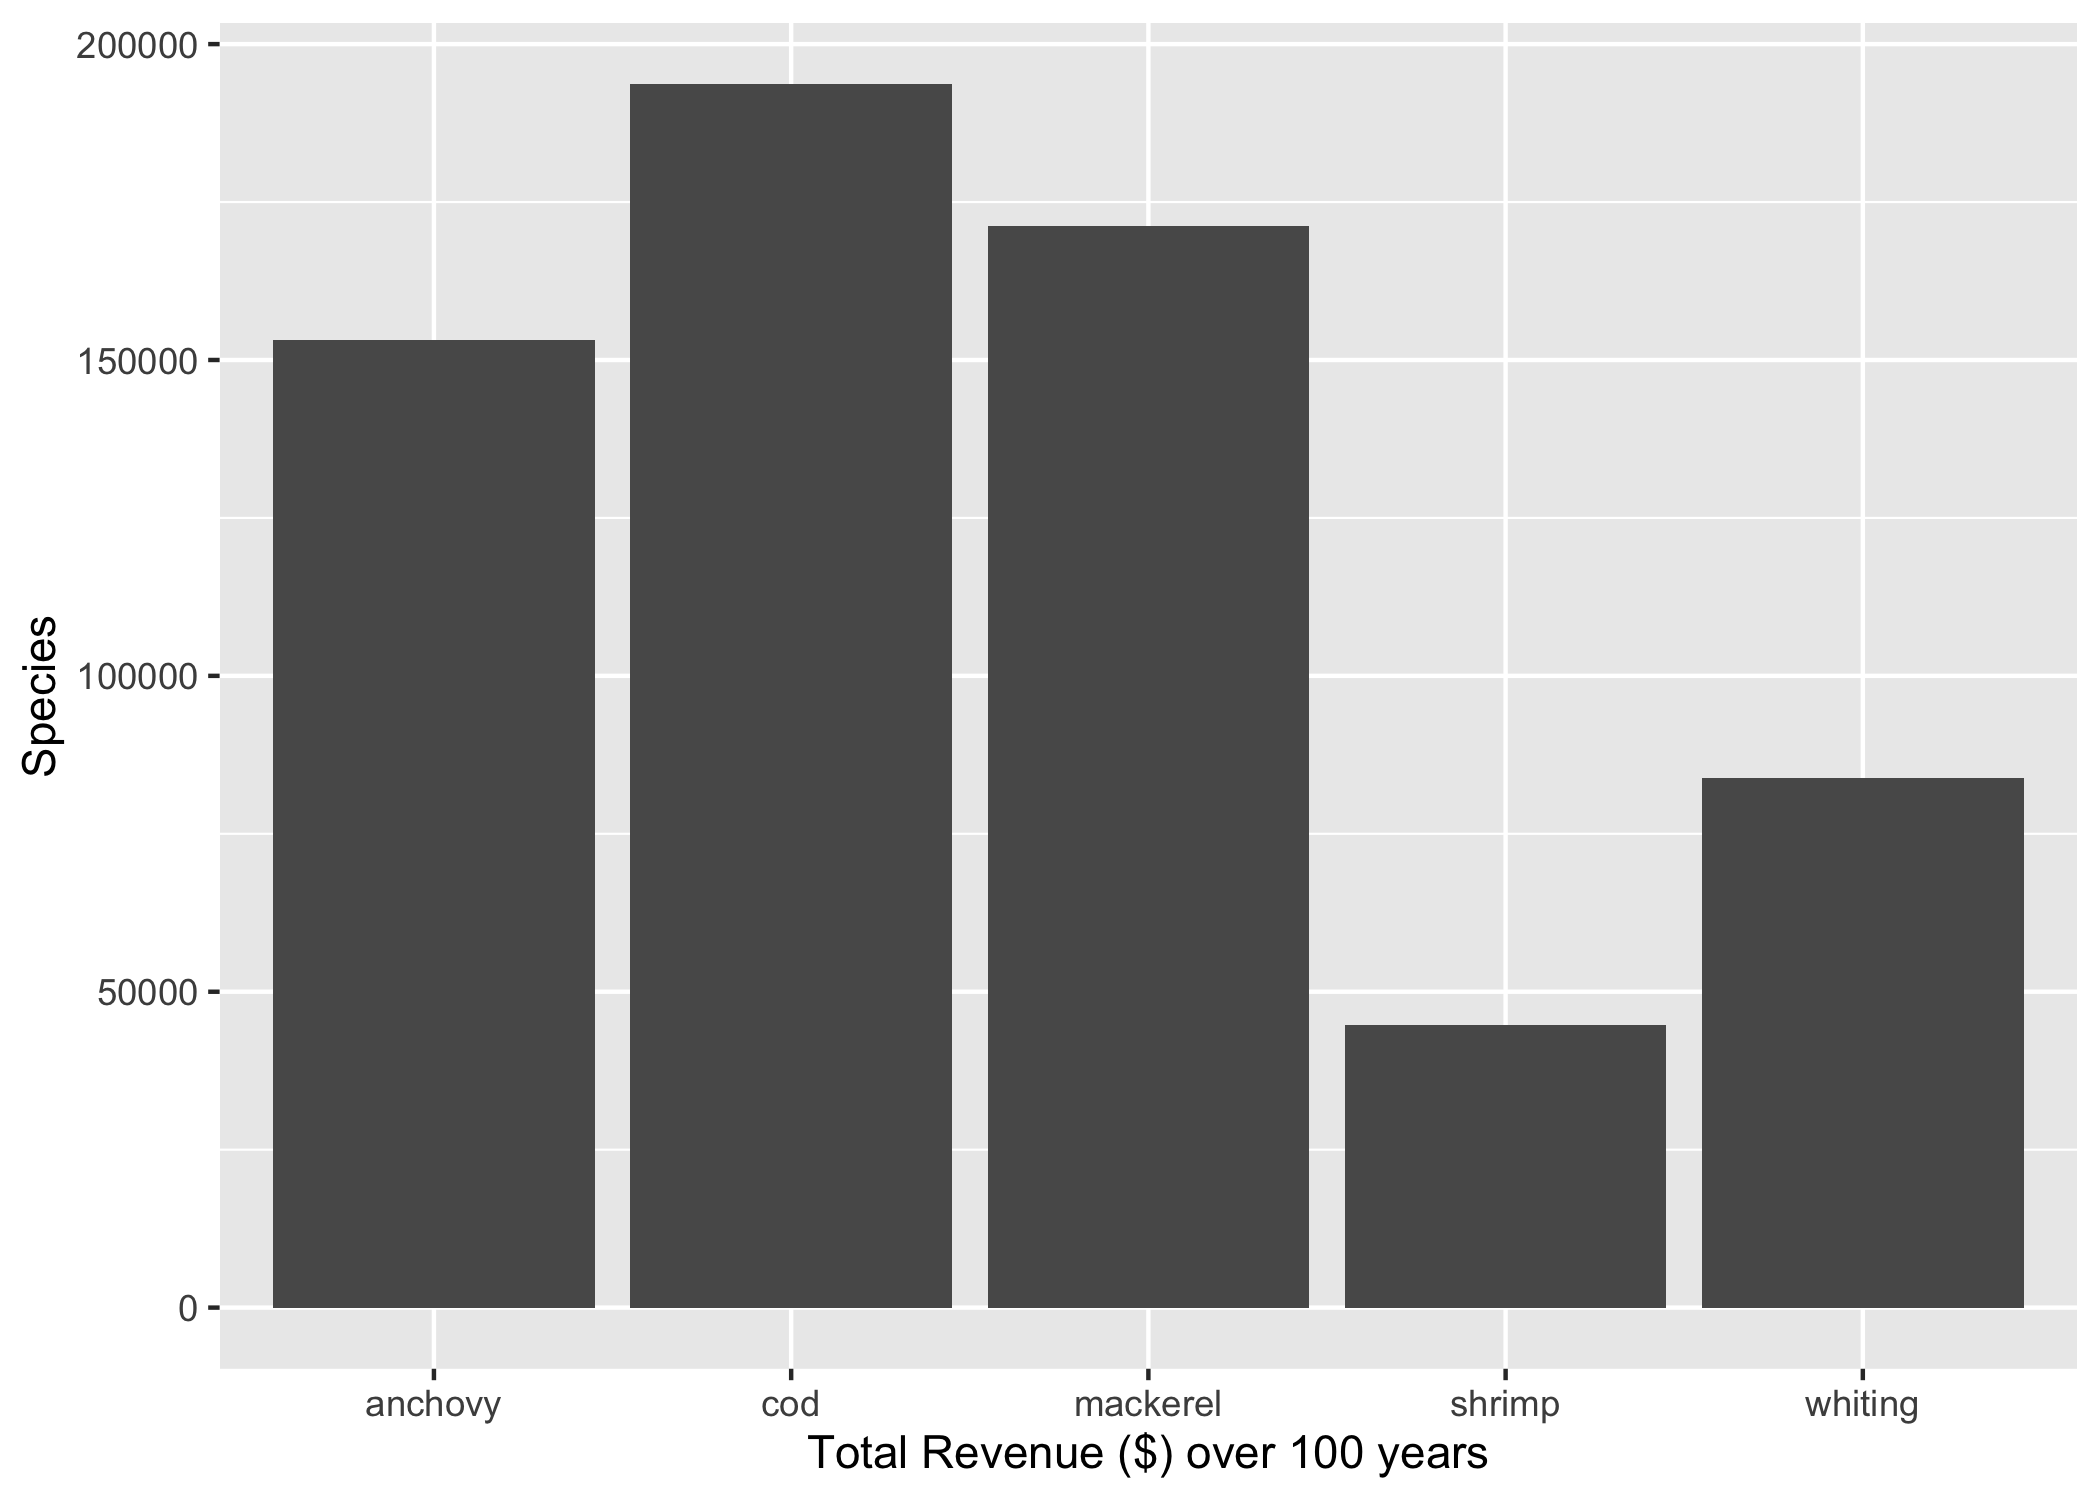 200000
150000
100000
50000
0
Species
anchovy cod mackerel shrimp whiting
Total Revenue ($) over 100 years